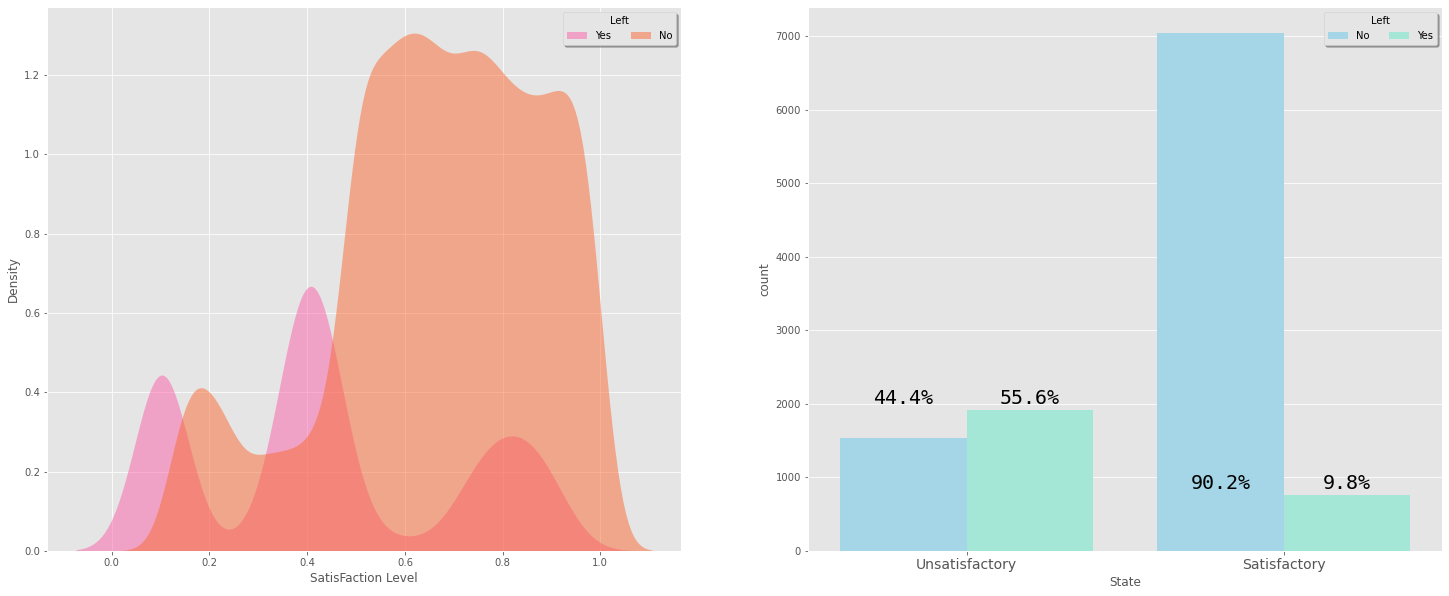 Left
Yes No
1.2
1.0
0.8
0.6
0.4
0.2
0.0
Density
0.0 0.2 0.4 0.6 0.8 1.0
SatisFaction Level
Left
No Yes
7000
6000
5000
4000
3000
2000
1000
0
count
44.4% 55.6%
90.2% 9.8%
Unsatisfactory Satisfactory
State